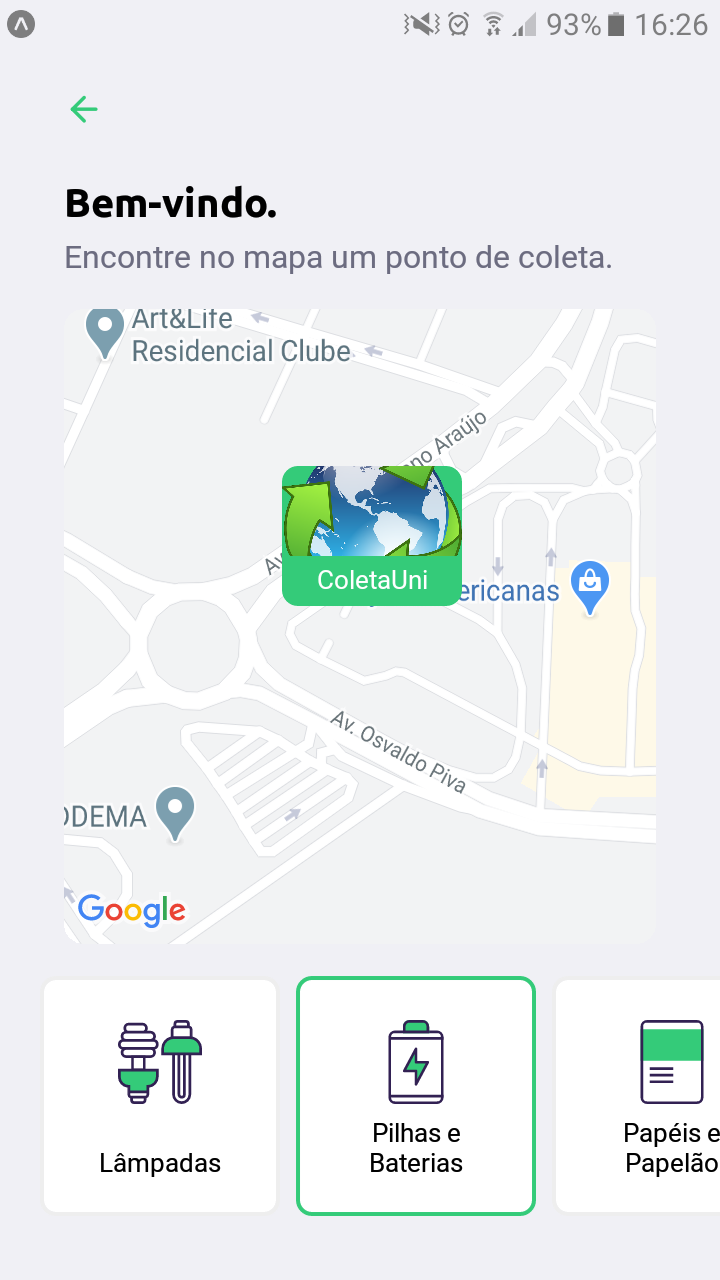 93% 16:26
Bem-vindo.
Encontre no mapa um ponto de coleta.
Art&Life
Residencial Clube
no Araújo
Av
ColetaUni
ericanas
Av. Osvaldo Piva
DEMA
Google
Lâmpadas
Pilhas e
Baterias
Papéis e
Papelão